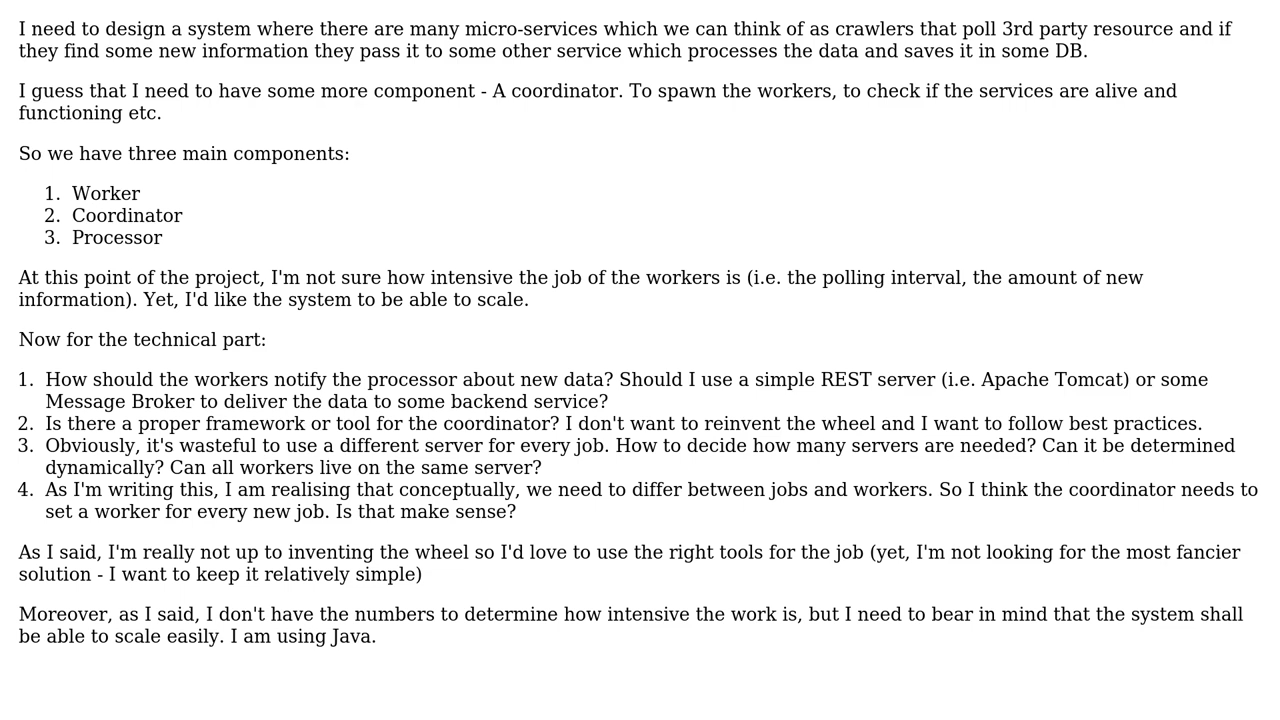 I need to design a system where there are many micro-services which we can think of as crawlers that poll 3rd party resource and if
they find some new information they pass it to some other service which processes the data and saves it in some DB.
I guess that I need to have some more component - A coordinator. To spawn the workers, to check if the services are alive and
functioning etc.
So we have three main components:
1. Worker
2. Coordinator
3. Processor
At this point of the project, I'm not sure how intensive the job of the workers is (i.e. the polling interval, the amount of new
information). Yet, I'd like the system to be able to scale.
Now for the technical part:
1. How should the workers notify the processor about new data? Should I use a simple REST server (i.e. Apache Tomcat) or some
Message Broker to deliver the data to some backend service?
2. Is there a proper framework or tool for the coordinator? I don't want to reinvent the wheel and I want to follow best practices.
3. Obviously, it's wasteful to use a different server for every job. How to decide how many servers are needed? Can it be determined
dynamically? Can all workers live on the same server?
4. As I'm writing this, I am realising that conceptually, we need to differ between jobs and workers. So I think the coordinator needs to
set a worker for every new job. Is that make sense?
As I said, I'm really not up to inventing the wheel so I'd love to use the right tools for the job (yet, I'm not looking for the most fancier
solution - I want to keep it relatively simple)
Moreover, as I said, I don't have the numbers to determine how intensive the work is, but I need to bear in mind that the system shall
be able to scale easily. I am using Java.